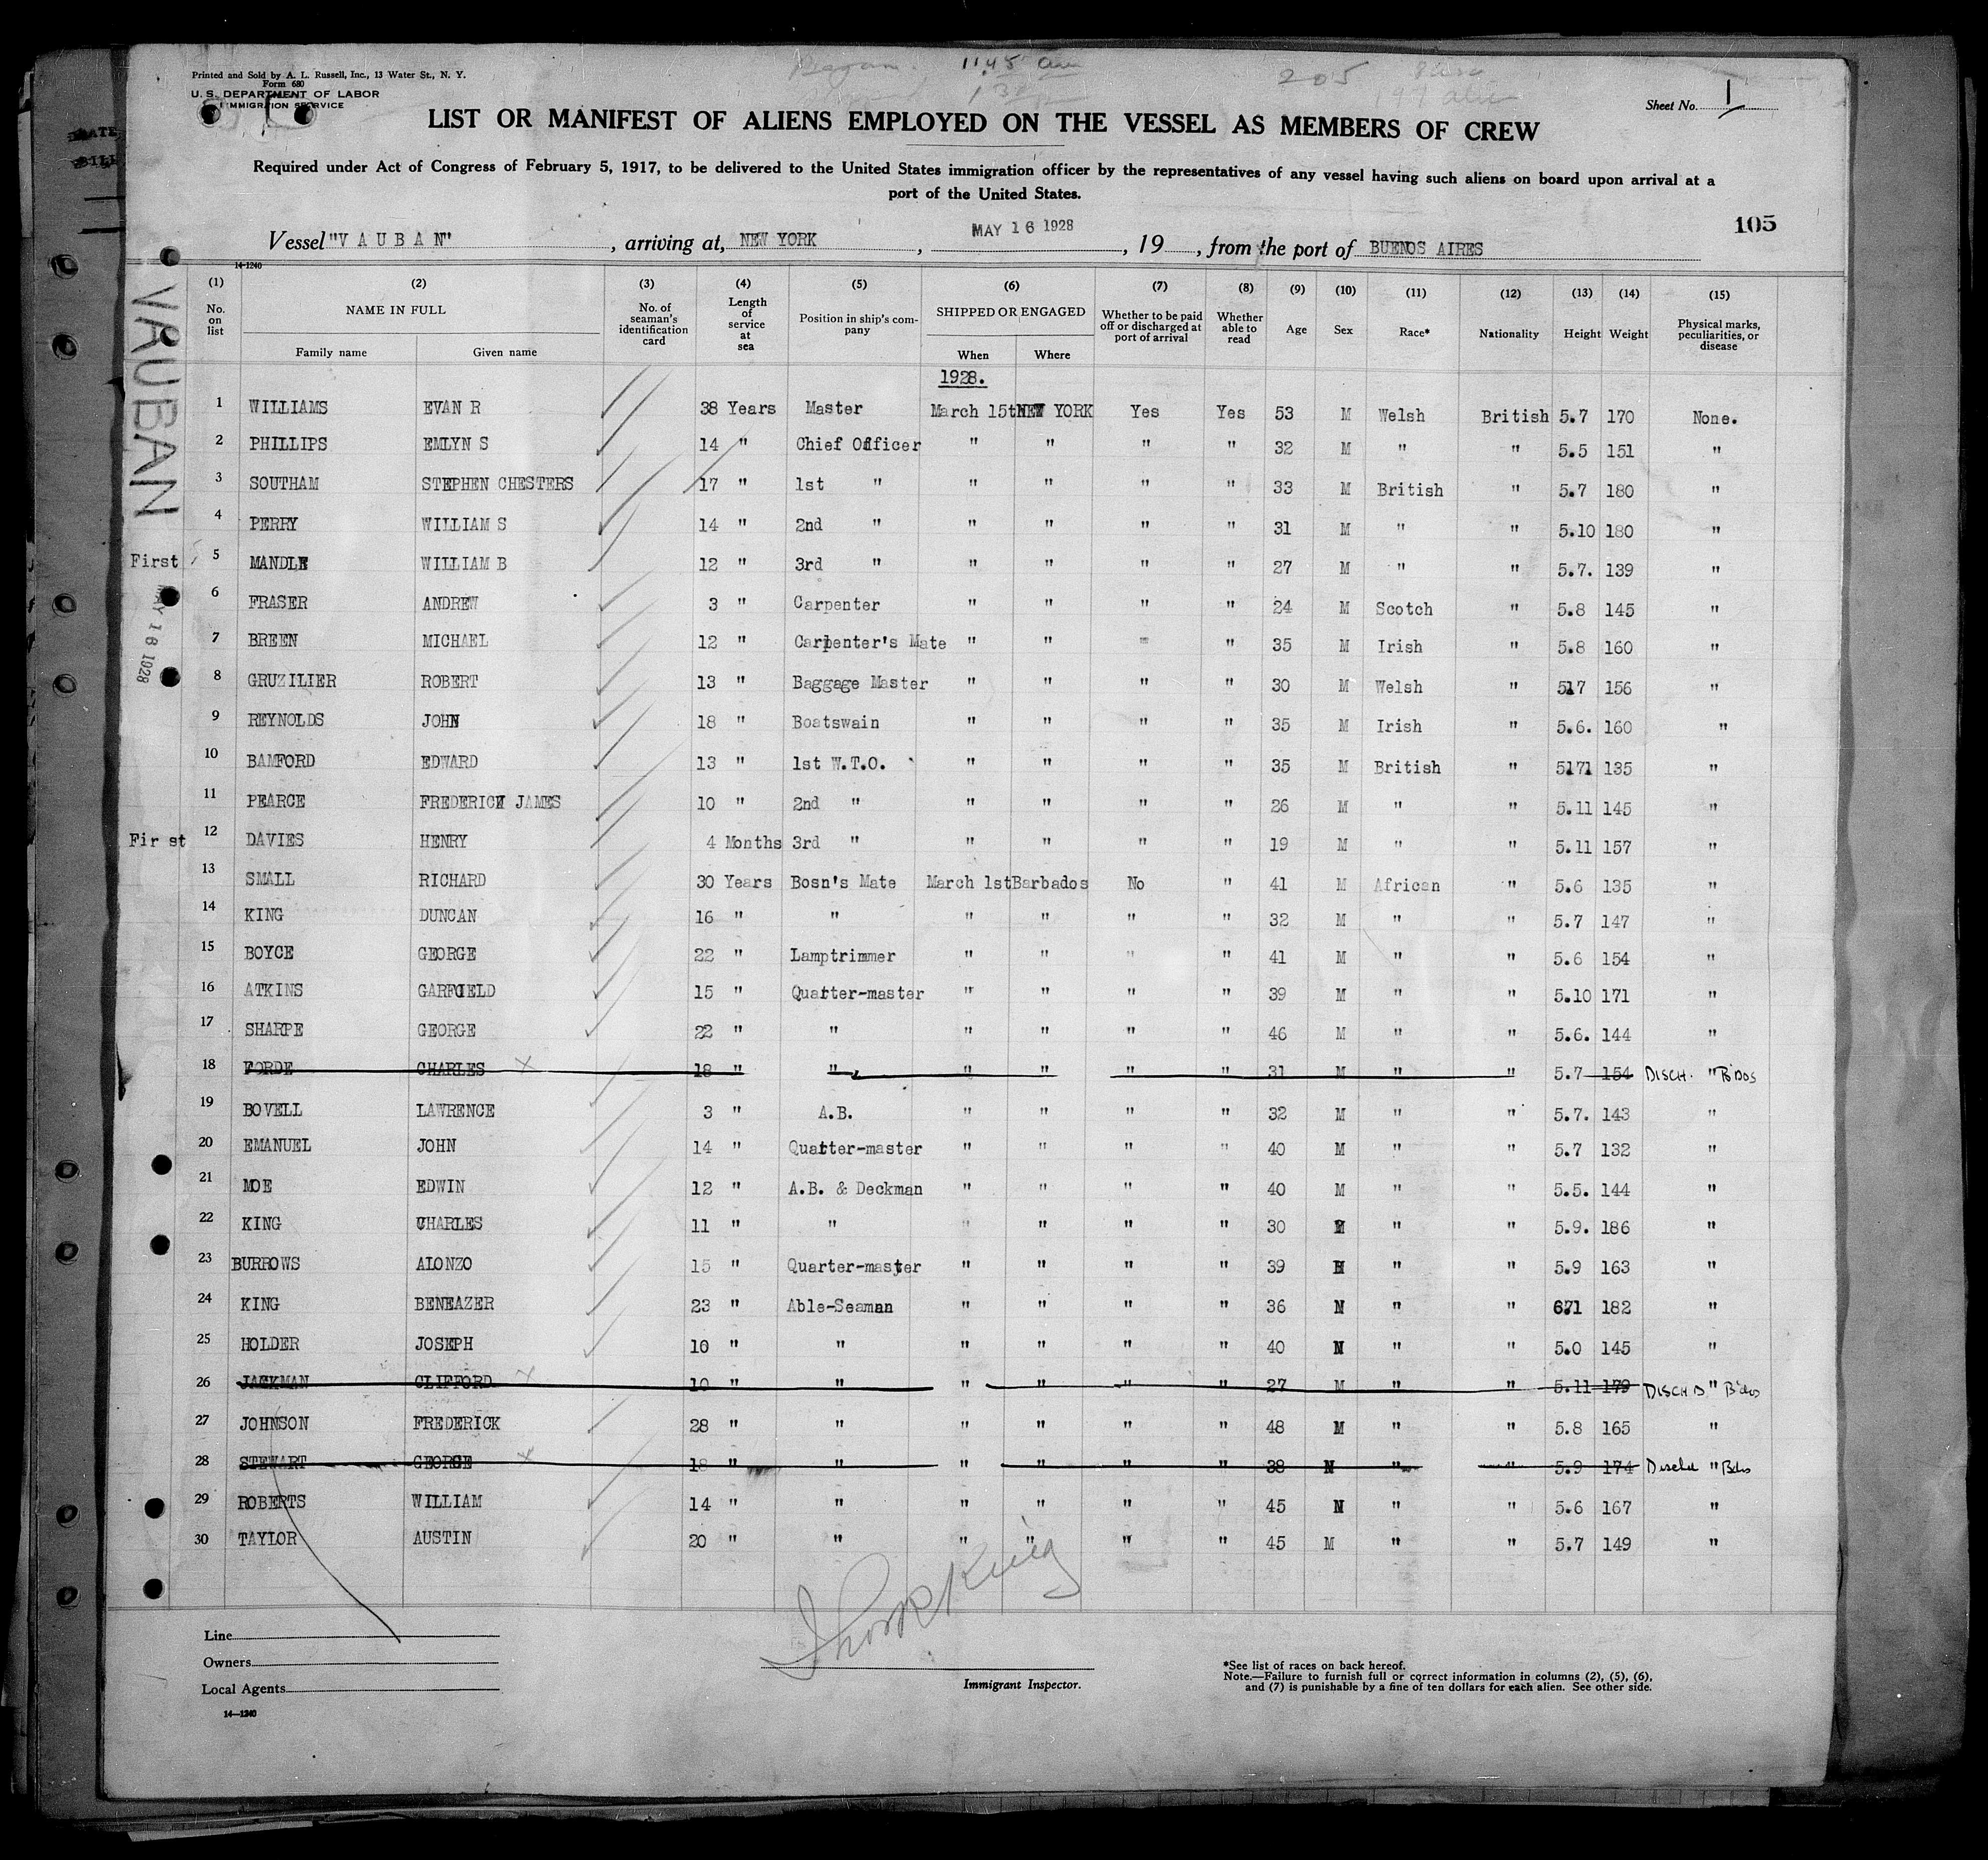 Printed and Sold by A. L. Russell, Inc., 13 Water St., N. Y.
Form 680
U. S. DEPARTMENT OF LABOR
IMMIGRATION SERVICE
11:45 am
205
Sheet No. 1
LIST OR MANIFEST OF ALIENS EMPLOYED ON THE VESSEL AS MEMBERS OF CREW
Required under Act of Congress of February 5, 1917, to be delivered to the United States immigration officer by the representatives of any vessel having such aliens on board upon arrival at a
port of the United States.
105
Vessel "VAUBAN", arriving at, NEW YORK, MAY 16 1928, 19, from the port of BUENOS AIRES
14-1240
VAUBAN
MAY 16 1928
(1) (2) (3) (4) (5) (6) (7) (8) (9) (10) (11) (12) (13) (14) (15)
No. on list NAME IN FULL Family name Given name No. of seaman's identification card Length of service at sea Position in ship's company SHIPPED OR ENGAGED When Where Whether to be paid off or discharged at port of arrival Whether able to read Age Sex Race* Nationality Height Weight Physical marks, peculiarities, or disease
1928.
1 WILLIAMS EVAN R 38 Years Master March 15th NEW YORK Yes Yes 53 M Welsh British 5.7 170 None.
2 PHILLIPS EMLYN S 14 " Chief Officer " " " " 32 M " " 5.5 151 "
3 SOUTHAM STEPHEN CHESTERS 17 " 1st " " " " " 33 M British " 5.7 180 "
4 PERRY WILLIAM S 14 " 2nd " " " " " 31 M " " 5.10 180 "
First 5 MANDLE WILLIAM B 12 " 3rd " " " " " 27 M " " 5.7. 139 "
6 FRASER ANDREW 3 " Carpenter " " " " 24 M Scotch " 5.8 145 "
7 BREEN MICHAEL 12 " Carpenter's Mate " " " " 35 M Irish " 5.8 160 "
8 GRUZILIER ROBERT 13 " Baggage Master " " " " 30 M Welsh " 517 156 "
9 REYNOLDS JOHN 18 " Boatswain " " " " 35 M Irish " 5.6. 160 "
10 BAMFORD EDWARD 13 " 1st W.T.O. " " " " 35 M British " 5171 135 "
11 PEARCE FREDERICK JAMES 10 " 2nd " " " " " 26 M " " 5.11 145 "
First 12 DAVIES HENRY 4 Months 3rd " " " " " 19 M " " 5.11 157 "
13 SMALL RICHARD 30 Years Bosn's Mate March 1st Barbados No " 41 M African " 5.6 135 "
14 KING DUNCAN 16 " " " " " " 32 M " " 5.7 147 "
15 BOYCE GEORGE 22 " Lamptrimmer " " " " 41 M " " 5.6 154 "
16 ATKINS GARFOIELD 15 " Quarter-master " " " " 39 M " " 5.10 171 "
17 SHARPE GEORGE 22 " " " " " " 46 M " " 5.6. 144 "
18 FORDE CHARLES X 18 " " " " " " 31 M " " 5.7 154 DISCH. " B'DOS
19 BOVELL LAWRENCE 3 " A.B. " " " " 32 M " " 5.7. 143 "
20 EMANUEL JOHN 14 " Quatter-master " " " " 40 M " " 5.7 132 "
21 MOE EDWIN 12 " A.B. & Deckman " " " " 40 M " " 5.5. 144 "
22 KING CHARLES 11 " " " " " " 30 M " " 5.9. 186 "
23 BURROWS ALONZO 15 " Quarter-master " " " " 39 M " " 5.9 163 "
24 KING BENEAZER 23 " Able-Seaman " " " " 36 M " " 671 182 "
25 HOLDER JOSEPH 10 " " " " " " 40 M " " 5.0 145 "
26 JAEKMAN CLIFFORD X 10 " " " " " " 27 M " " 5.11 179 DISCH D " B'dos
27 JOHNSON FREDERICK 28 " " " " " " 48 M " " 5.8 165 "
28 STEWART GEORGE X 18 " " " " " " 38 M " " 5.9 174 Dischd " Bdos
29 ROBERTS WILLIAM 14 " " " " " " 45 M " " 5.6 167 "
30 TAYLOR AUSTIN 20 " " " " " " 45 M " " 5.7 149 "
Line
Owners
Local Agents
14—1240
Immigrant Inspector.
*See list of races on back hereof.
Note.—Failure to furnish full or correct information in columns (2), (5), (6),
and (7) is punishable by a fine of ten dollars for each alien. See other side.